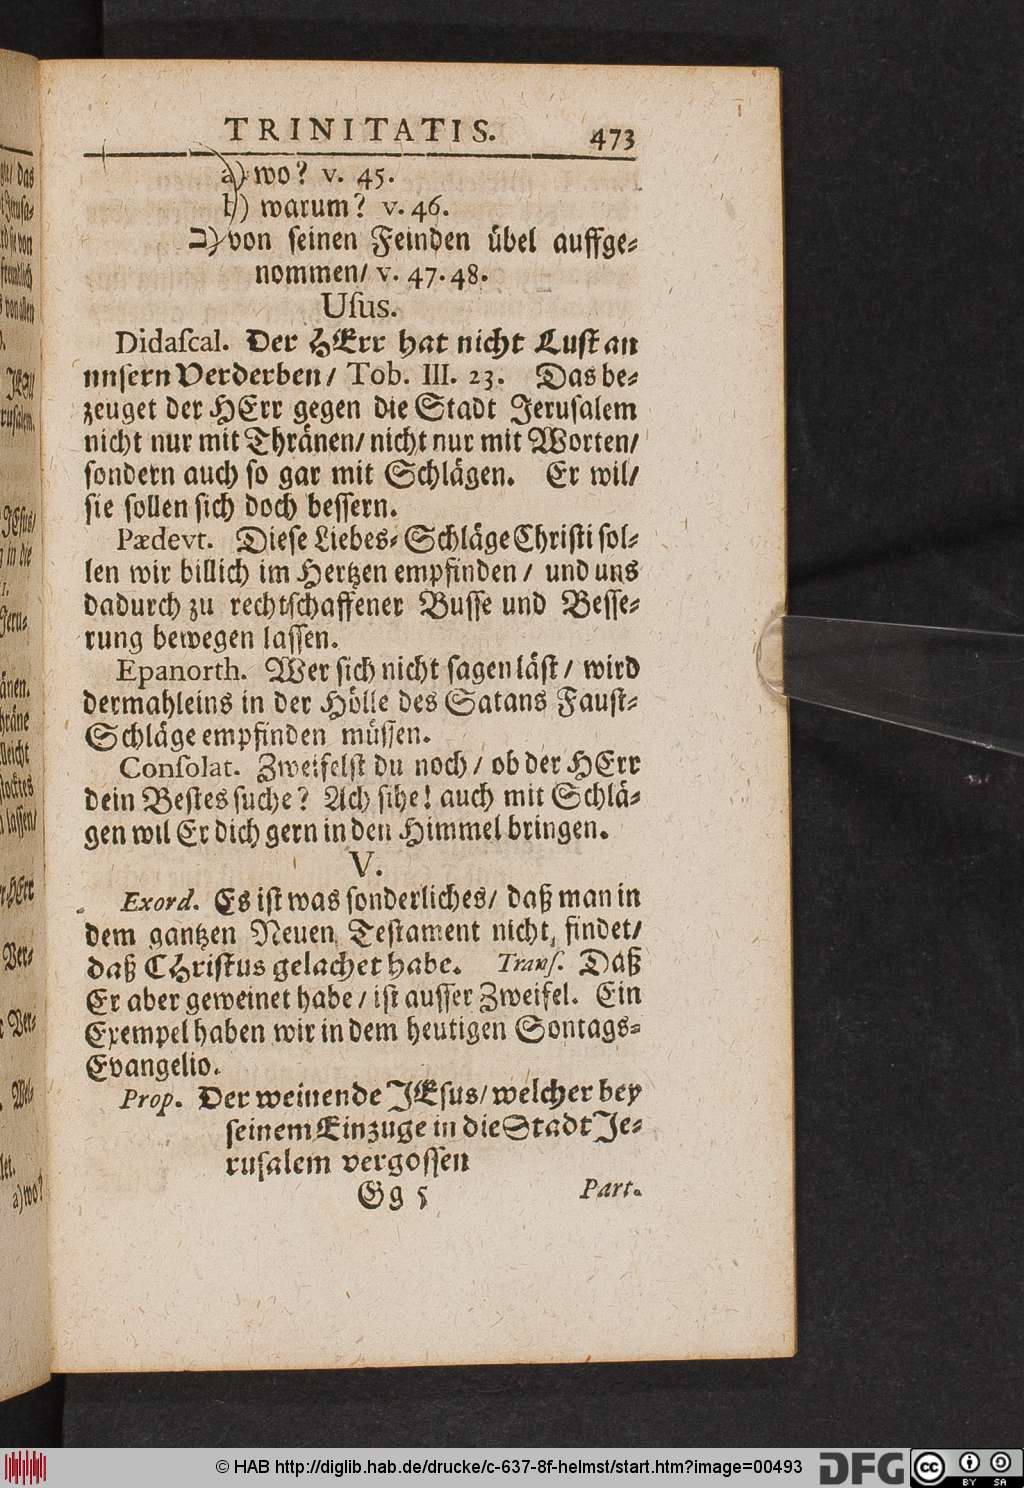 TRINITATIS. 473
a) wo? v. 45.
b) warum? v. 46.
ב) von seinen Feinden übel auffge-
nommen/ v. 47. 48.
Uſus.
Didaſcal. Der HErr hat nicht Luſt an
unſern Verderben/ Tob. III. 23. Das be-
zeuget der HErr gegen die Stadt Jeruſalem
nicht nur mit Thränen/ nicht nur mit Worten/
ſondern auch ſo gar mit Schlägen. Er wil/
ſie ſollen ſich doch beſſern.
Pædevt. Dieſe Liebes-Schläge Chriſti ſol-
len wir billich im Hertzen empfinden/ und uns
dadurch zu rechtſchaffener Buſſe und Beſſe-
rung bewegen laſſen.
Epanorth. Wer ſich nicht ſagen läſt/ wird
dermahleins in der Hölle des Satans Fauſt-
Schläge empfinden müſſen.
Conſolat. Zweifelſt du noch/ ob der HErr
dein Beſtes ſuche? Ach ſihe! auch mit Schlä-
gen wil Er dich gern in den Himmel bringen.
V.
Exord. Es iſt was ſonderliches/ daß man in
dem gantzen Neuen Teſtament nicht findet/
daß CHriſtus gelachet habe. Tranſ. Daß
Er aber geweinet habe/ iſt auſſer Zweifel. Ein
Exempel haben wir in dem heutigen Sontags-
Evangelio.
Prop. Der weinende JEſus/ welcher bey
ſeinem Einzuge in die Stadt Je-
ruſalem vergoſſen
Gg 5 Part.
© HAB http://diglib.hab.de/drucke/c-637-8f-helmst/start.htm?image=00493
DFG
cc BY SA